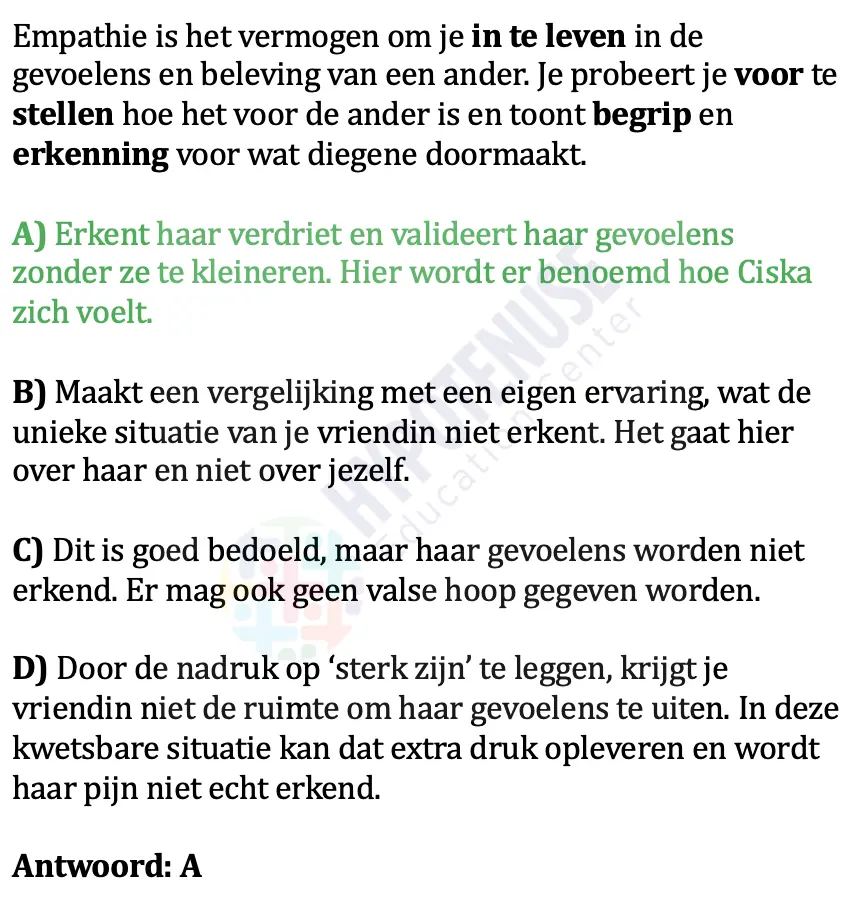 Empathie is het vermogen om je in te leven in de
gevoelens en beleving van een ander. Je probeert je voor te
stellen hoe het voor de ander is en toont begrip en
erkenning voor wat diegene doormaakt.
A) Erkent haar verdriet en valideert haar gevoelens
zonder ze te kleineren. Hier wordt er benoemd hoe Ciska
zich voelt.
B) Maakt een vergelijking met een eigen ervaring, wat de
unieke situatie van je vriendin niet erkent. Het gaat hier
over haar en niet over jezelf.
C) Dit is goed bedoeld, maar haar gevoelens worden niet
erkend. Er mag ook geen valse hoop gegeven worden.
D) Door de nadruk op ‘sterk zijn’ te leggen, krijgt je
vriendin niet de ruimte om haar gevoelens te uiten. In deze
kwetsbare situatie kan dat extra druk opleveren en wordt
haar pijn niet echt erkend.
Antwoord: A
HYPOTENUSE
Education Center